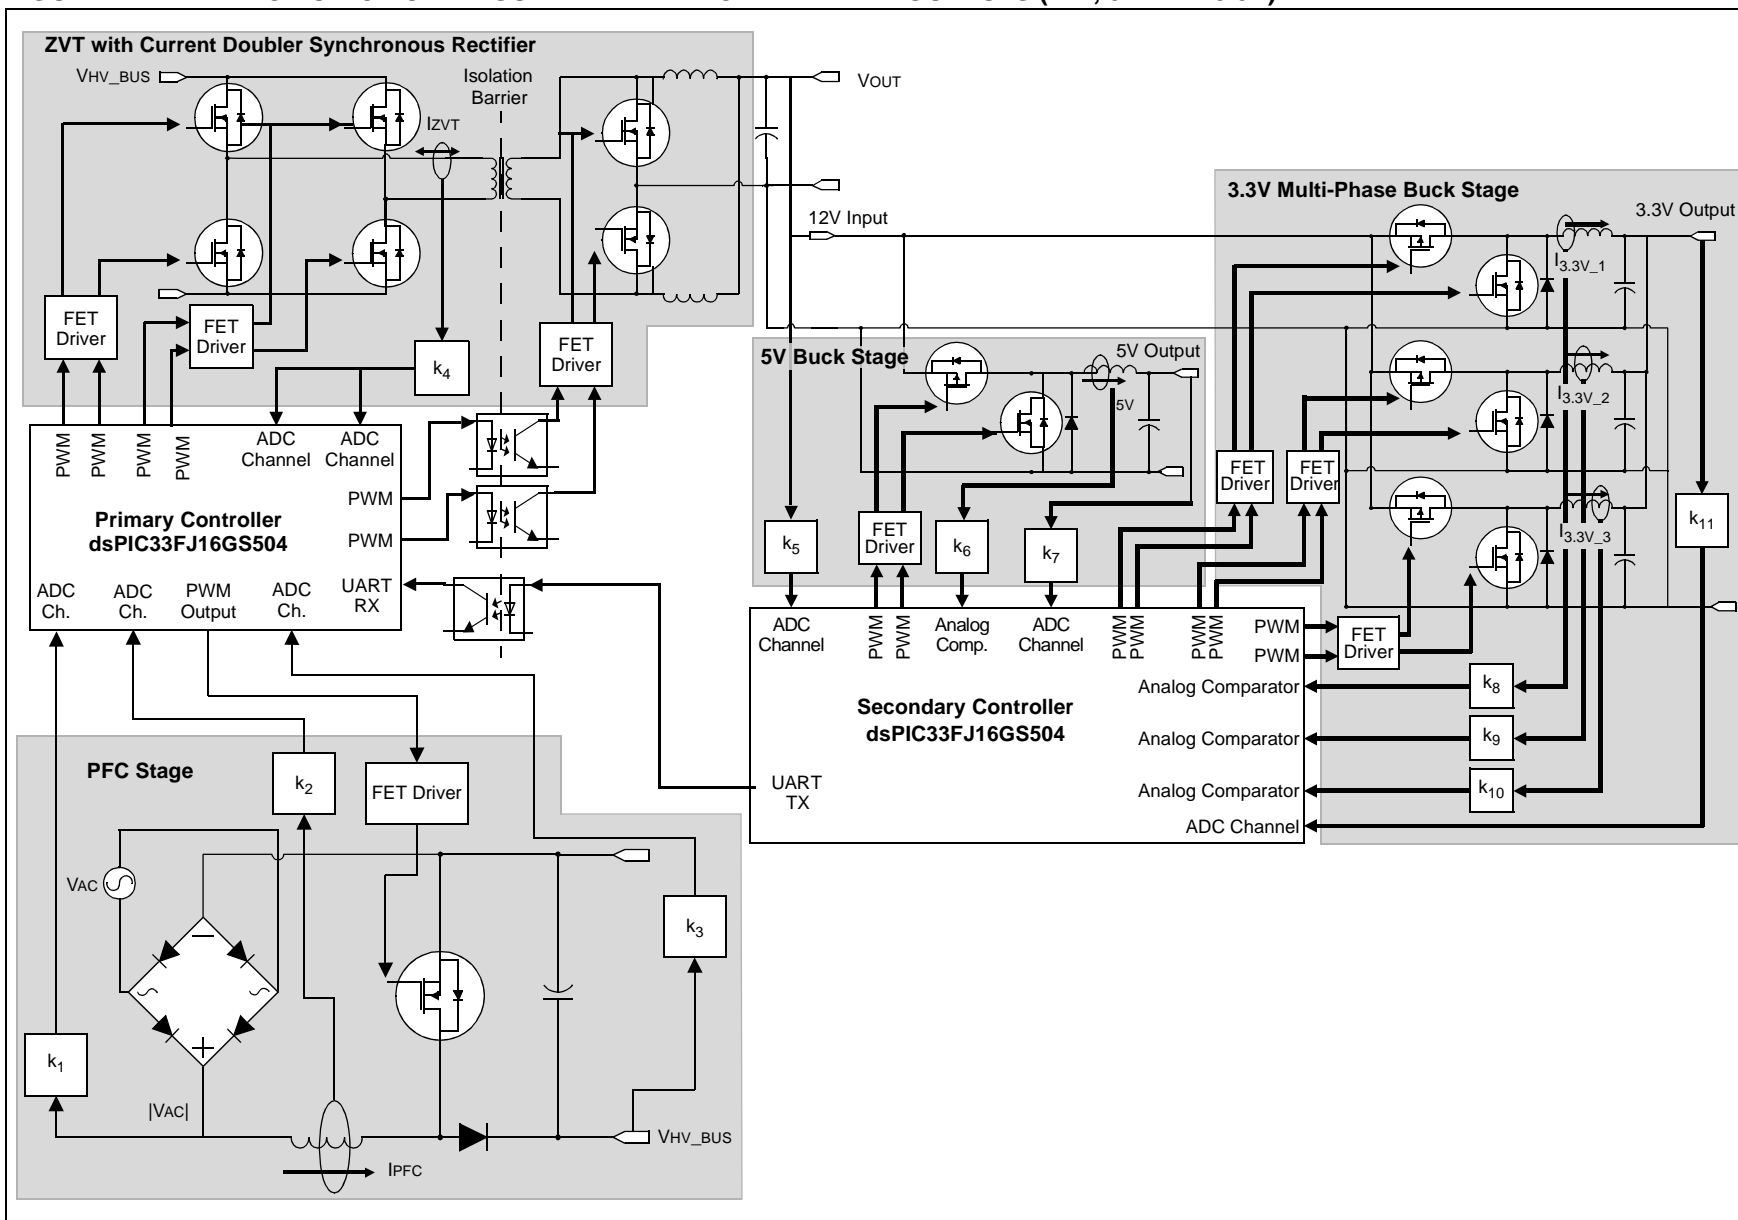 ZVT with Current Doubler Synchronous Rectifier
VHV_BUS
Isolation
Barrier
IZVT
VOUT
FET
Driver
FET
Driver
k4
FET
Driver
12V Input
3.3V Multi-Phase Buck Stage
3.3V Output
I3.3V_1
I3.3V_2
I3.3V_3
FET
Driver
FET
Driver
k11
5V Buck Stage
5V Output
5V
k5
FET
Driver
k6
k7
PWM
PWM
PWM
PWM
ADC
Channel
ADC
Channel
PWM
PWM
Primary Controller
dsPIC33FJ16GS504
ADC
Ch.
ADC
Ch.
PWM
Output
ADC
Ch.
UART
RX
ADC
Channel
PWM
PWM
Analog
Comp.
ADC
Channel
PWM
PWM
PWM
PWM
PWM
PWM
FET
Driver
Analog Comparator
k8
Secondary Controller
dsPIC33FJ16GS504
Analog Comparator
k9
UART
TX
Analog Comparator
k10
ADC Channel
PFC Stage
k2
FET Driver
VAC
k3
k1
|VAC|
VHV_BUS
IPFC